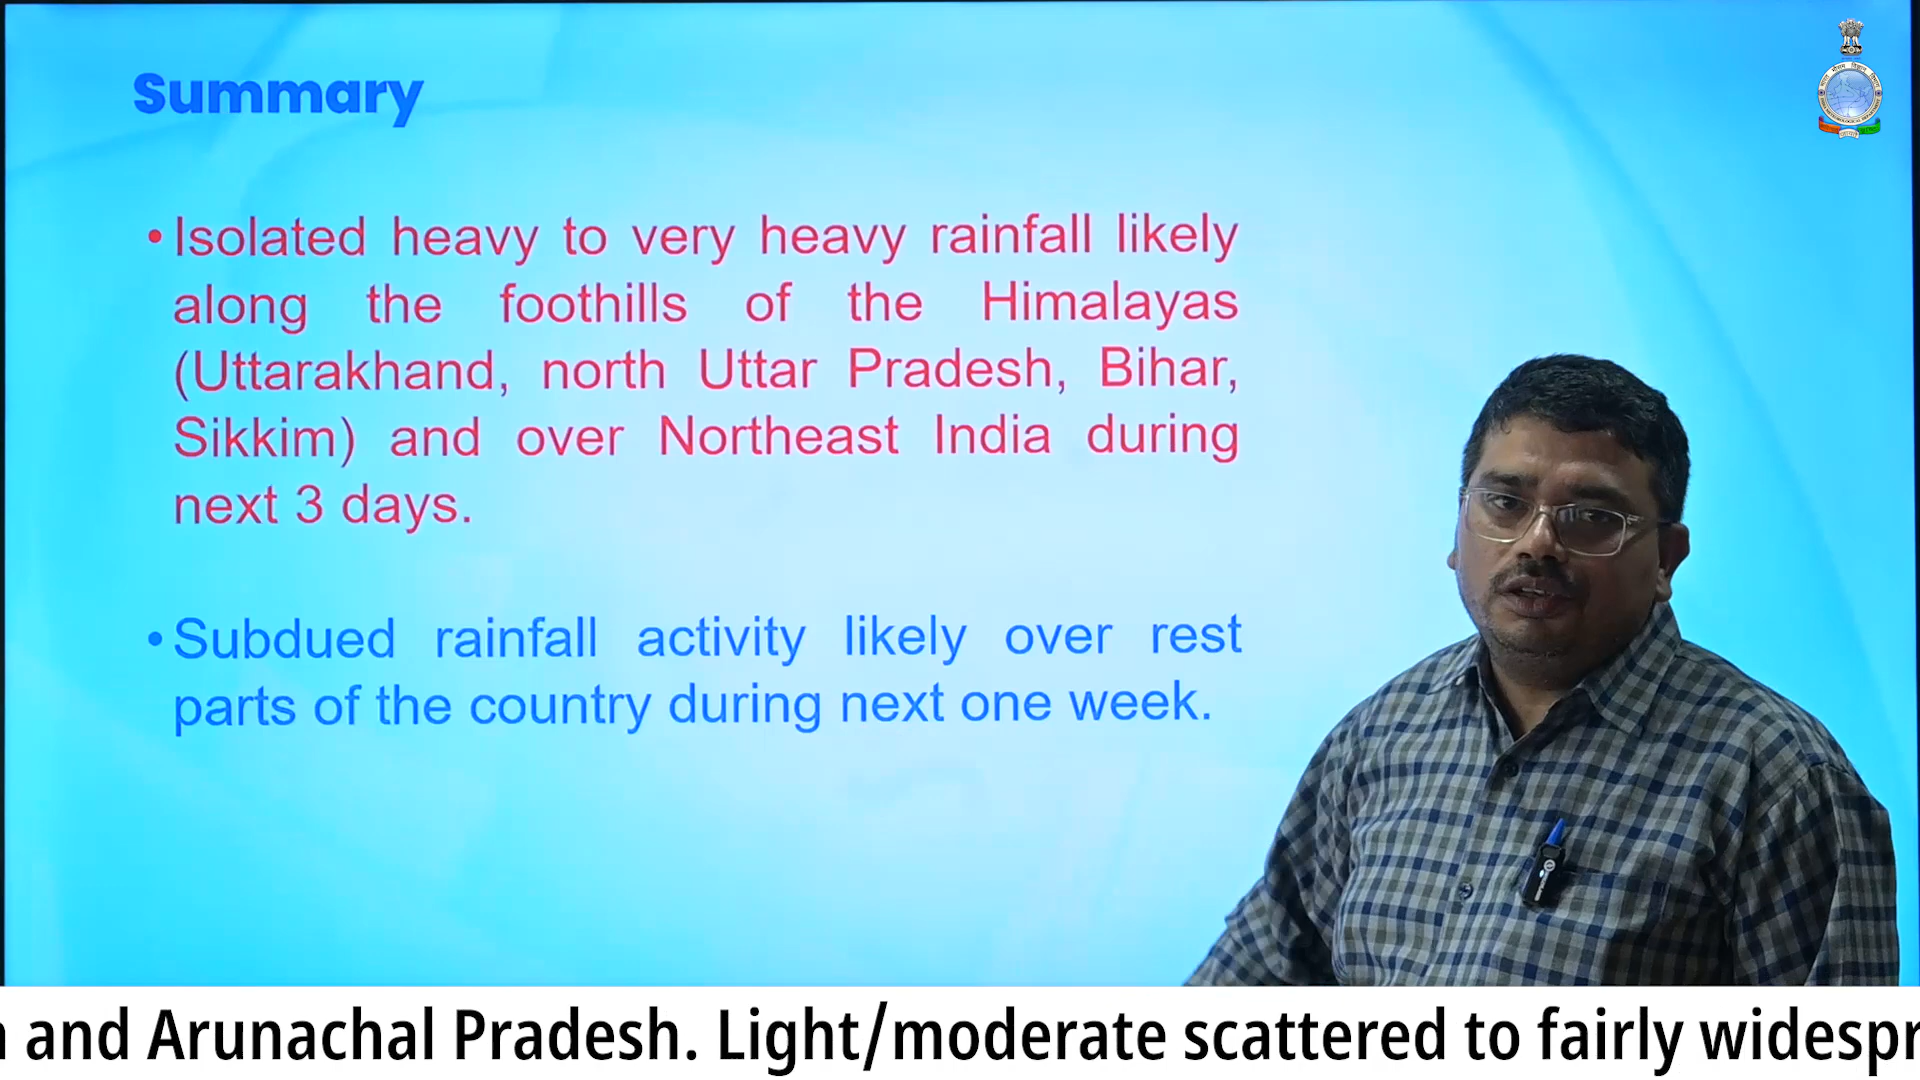 Summary
• Isolated heavy to very heavy rainfall likely
along the foothills of the Himalayas
(Uttarakhand, north Uttar Pradesh, Bihar,
Sikkim) and over Northeast India during
next 3 days.
• Subdued rainfall activity likely over rest
parts of the country during next one week.
and Arunachal Pradesh. Light/moderate scattered to fairly widespr